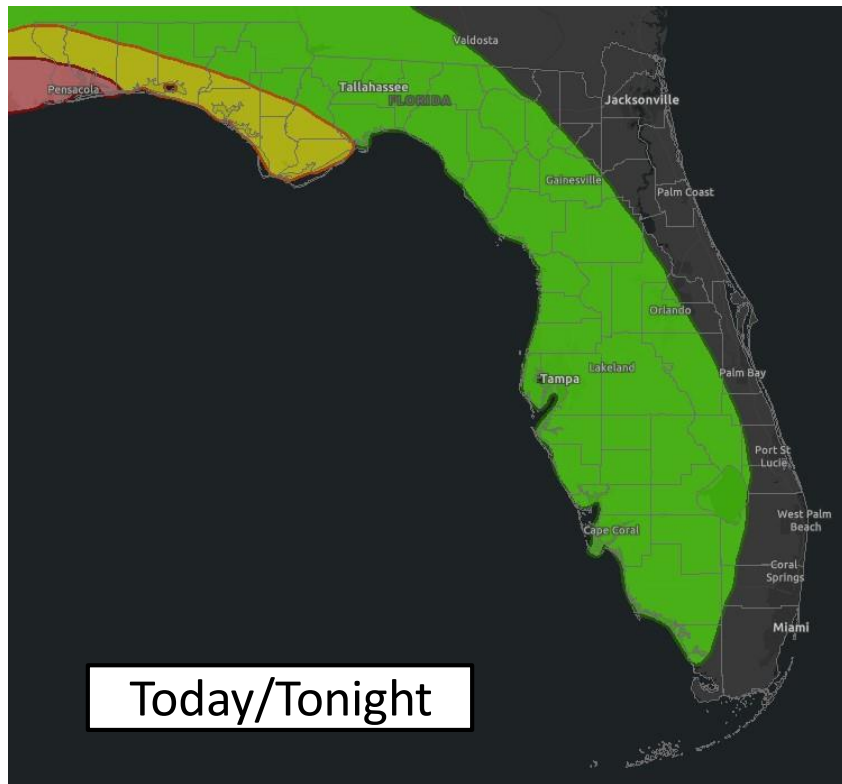 Valdosta
Tallahassee
Pensacola
FLORIDA
Jacksonville
Gainesville
Palm Coast
Orlando
Lakeland
Palm Bay
Tampa
Port St
Lucie
West Palm
Beach
Cape Coral
Coral
Springs
Miami
Today/Tonight